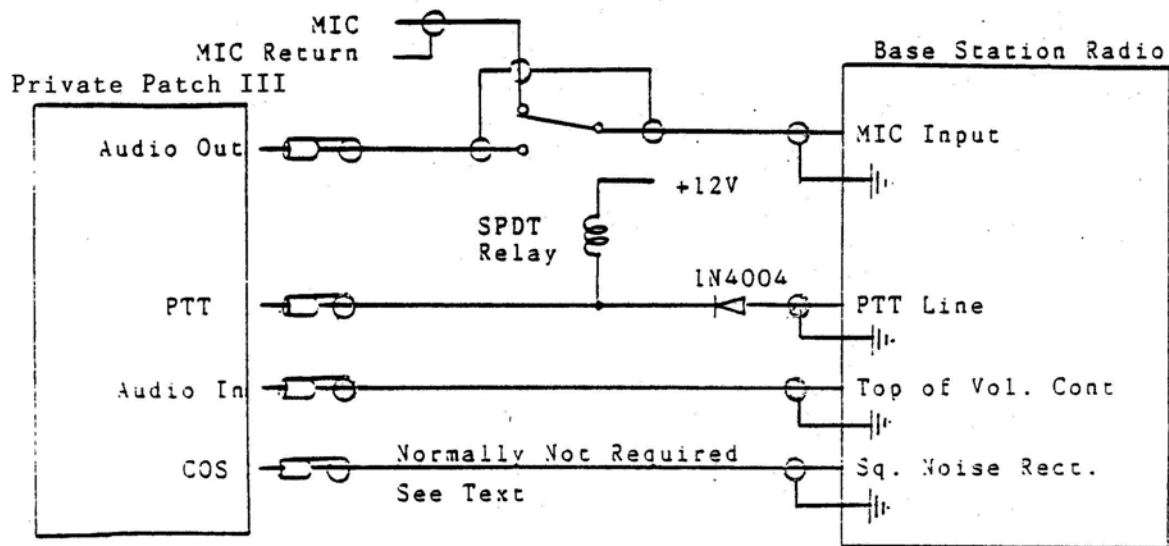 MIC
MIC Return
Base Station Radio
Private Patch III
Audio Out
MIC Input
+12V
SPDT
Relay
1N4004
PTT
PTT Line
Audio In
Top of Vol. Cont
COS
Normally Not Required
See Text
Sq. Noise Rect.